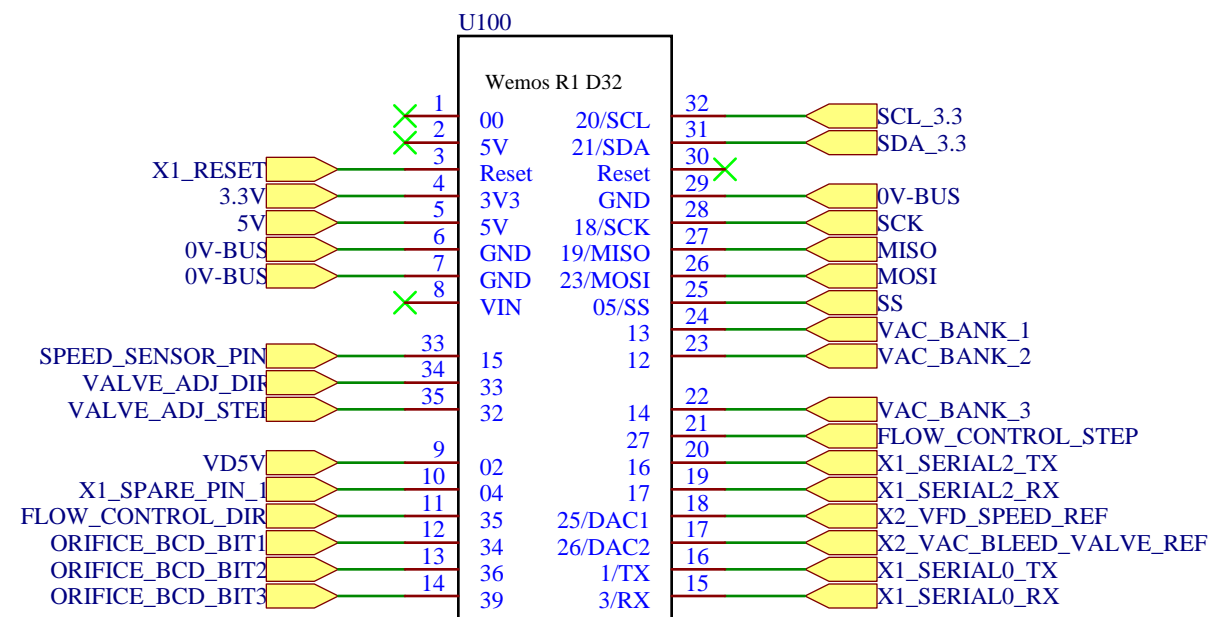 U100
Wemos R1 D32
1 00 20/SCL 32 SCL_3.3
2 5V 21/SDA 31 SDA_3.3
X1_RESET 3 Reset Reset 30
3.3V 4 3V3 GND 29 0V-BUS
5V 5 5V 18/SCK 28 SCK
0V-BUS 6 GND 19/MISO 27 MISO
0V-BUS 7 GND 23/MOSI 26 MOSI
8 VIN 05/SS 25 SS
13 24 VAC_BANK_1
SPEED_SENSOR_PIN 33 15 12 23 VAC_BANK_2
VALVE_ADJ_DIR 34 33
VALVE_ADJ_STEP 35 32 14 22 VAC_BANK_3
27 21 FLOW_CONTROL_STEP
VD5V 9 02 16 20 X1_SERIAL2_TX
X1_SPARE_PIN_1 10 04 17 19 X1_SERIAL2_RX
FLOW_CONTROL_DIR 11 35 25/DAC1 18 X2_VFD_SPEED_REF
ORIFICE_BCD_BIT1 12 34 26/DAC2 17 X2_VAC_BLEED_VALVE_REF
ORIFICE_BCD_BIT2 13 36 1/TX 16 X1_SERIAL0_TX
ORIFICE_BCD_BIT3 14 39 3/RX 15 X1_SERIAL0_RX